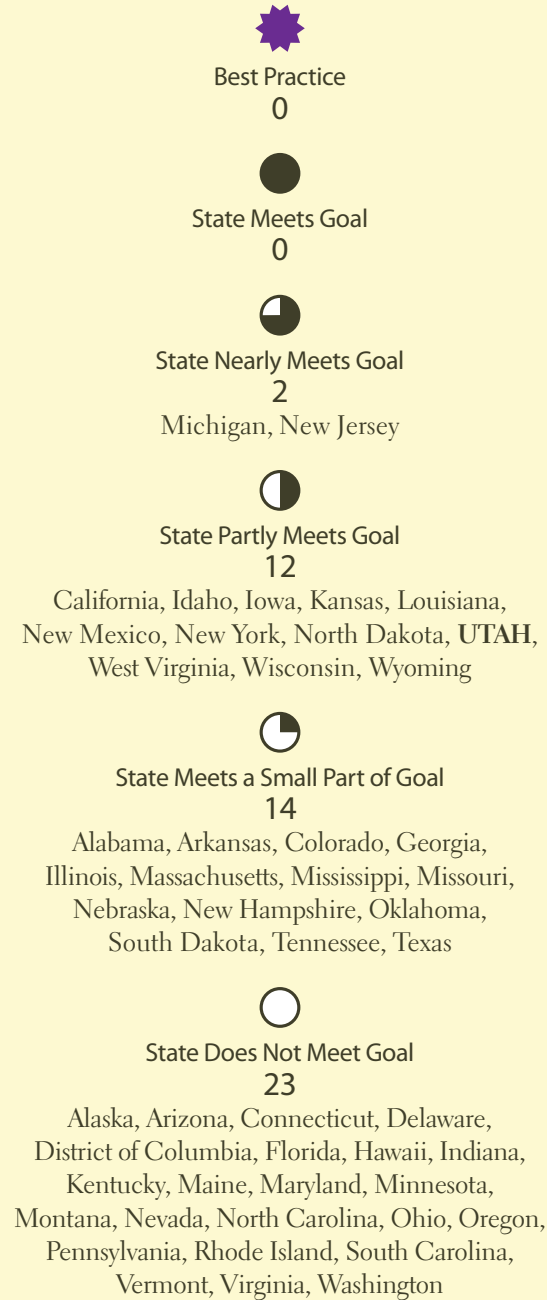 Best Practice
0
State Meets Goal
0
State Nearly Meets Goal
2
Michigan, New Jersey
State Partly Meets Goal
12
California, Idaho, Iowa, Kansas, Louisiana,
New Mexico, New York, North Dakota, UTAH,
West Virginia, Wisconsin, Wyoming
State Meets a Small Part of Goal
14
Alabama, Arkansas, Colorado, Georgia,
Illinois, Massachusetts, Mississippi, Missouri,
Nebraska, New Hampshire, Oklahoma,
South Dakota, Tennessee, Texas
State Does Not Meet Goal
23
Alaska, Arizona, Connecticut, Delaware,
District of Columbia, Florida, Hawaii, Indiana,
Kentucky, Maine, Maryland, Minnesota,
Montana, Nevada, North Carolina, Ohio, Oregon,
Pennsylvania, Rhode Island, South Carolina,
Vermont, Virginia, Washington